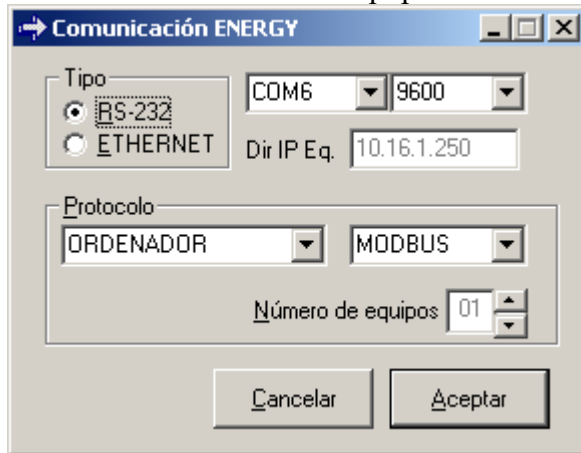 Comunicación ENERGY
Tipo
RS-232
ETHERNET
COM6
9600
Dir IP Eq.
10.16.1.250
Protocolo
ORDENADOR
MODBUS
Número de equipos
01
Cancelar
Aceptar